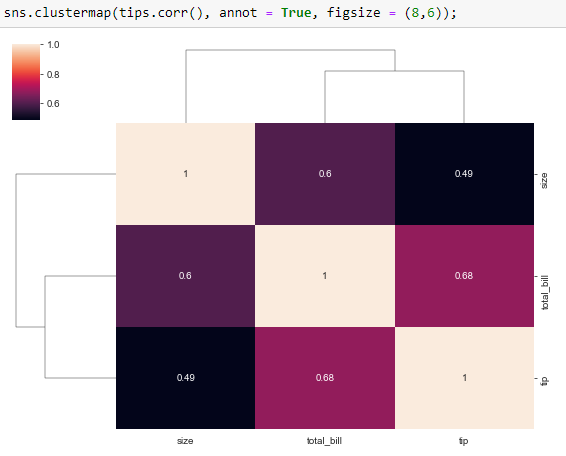 sns.clustermap(tips.corr(), annot = True, figsize = (8,6));
1.0
0.8
0.6
1 0.6 0.49 size
0.6 1 0.68 total_bill
0.49 0.68 1 tip
size total_bill tip